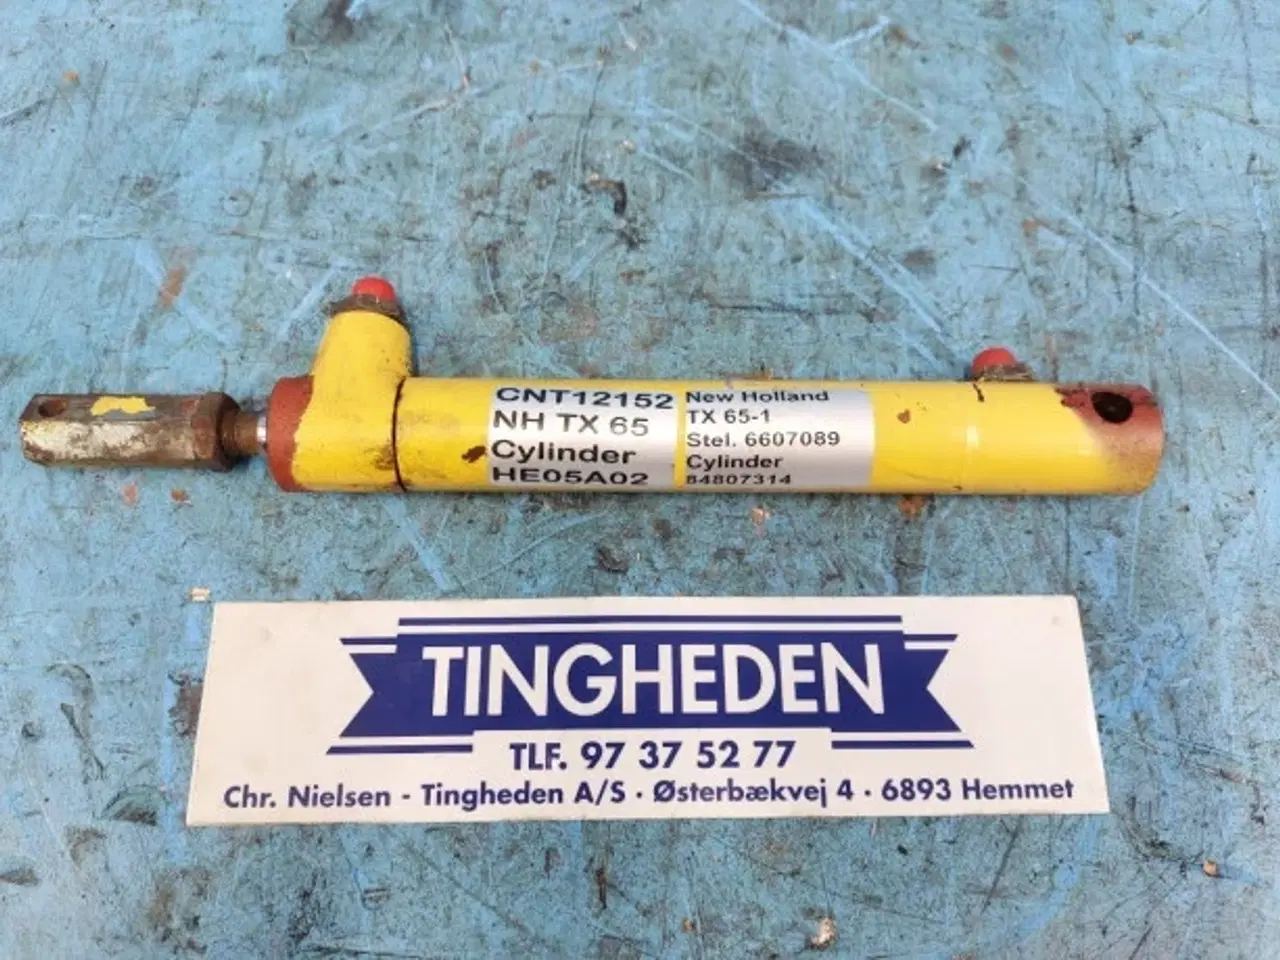 CNT12152
NH TX 65
Cylinder
HE05A02
New Holland
TX 65-1
Stel. 6607089
Cylinder
84807314
TINGHEDEN
TLF. 97 37 52 77
Chr. Nielsen - Tingheden A/S · Østerbækvej 4 · 6893 Hemmet